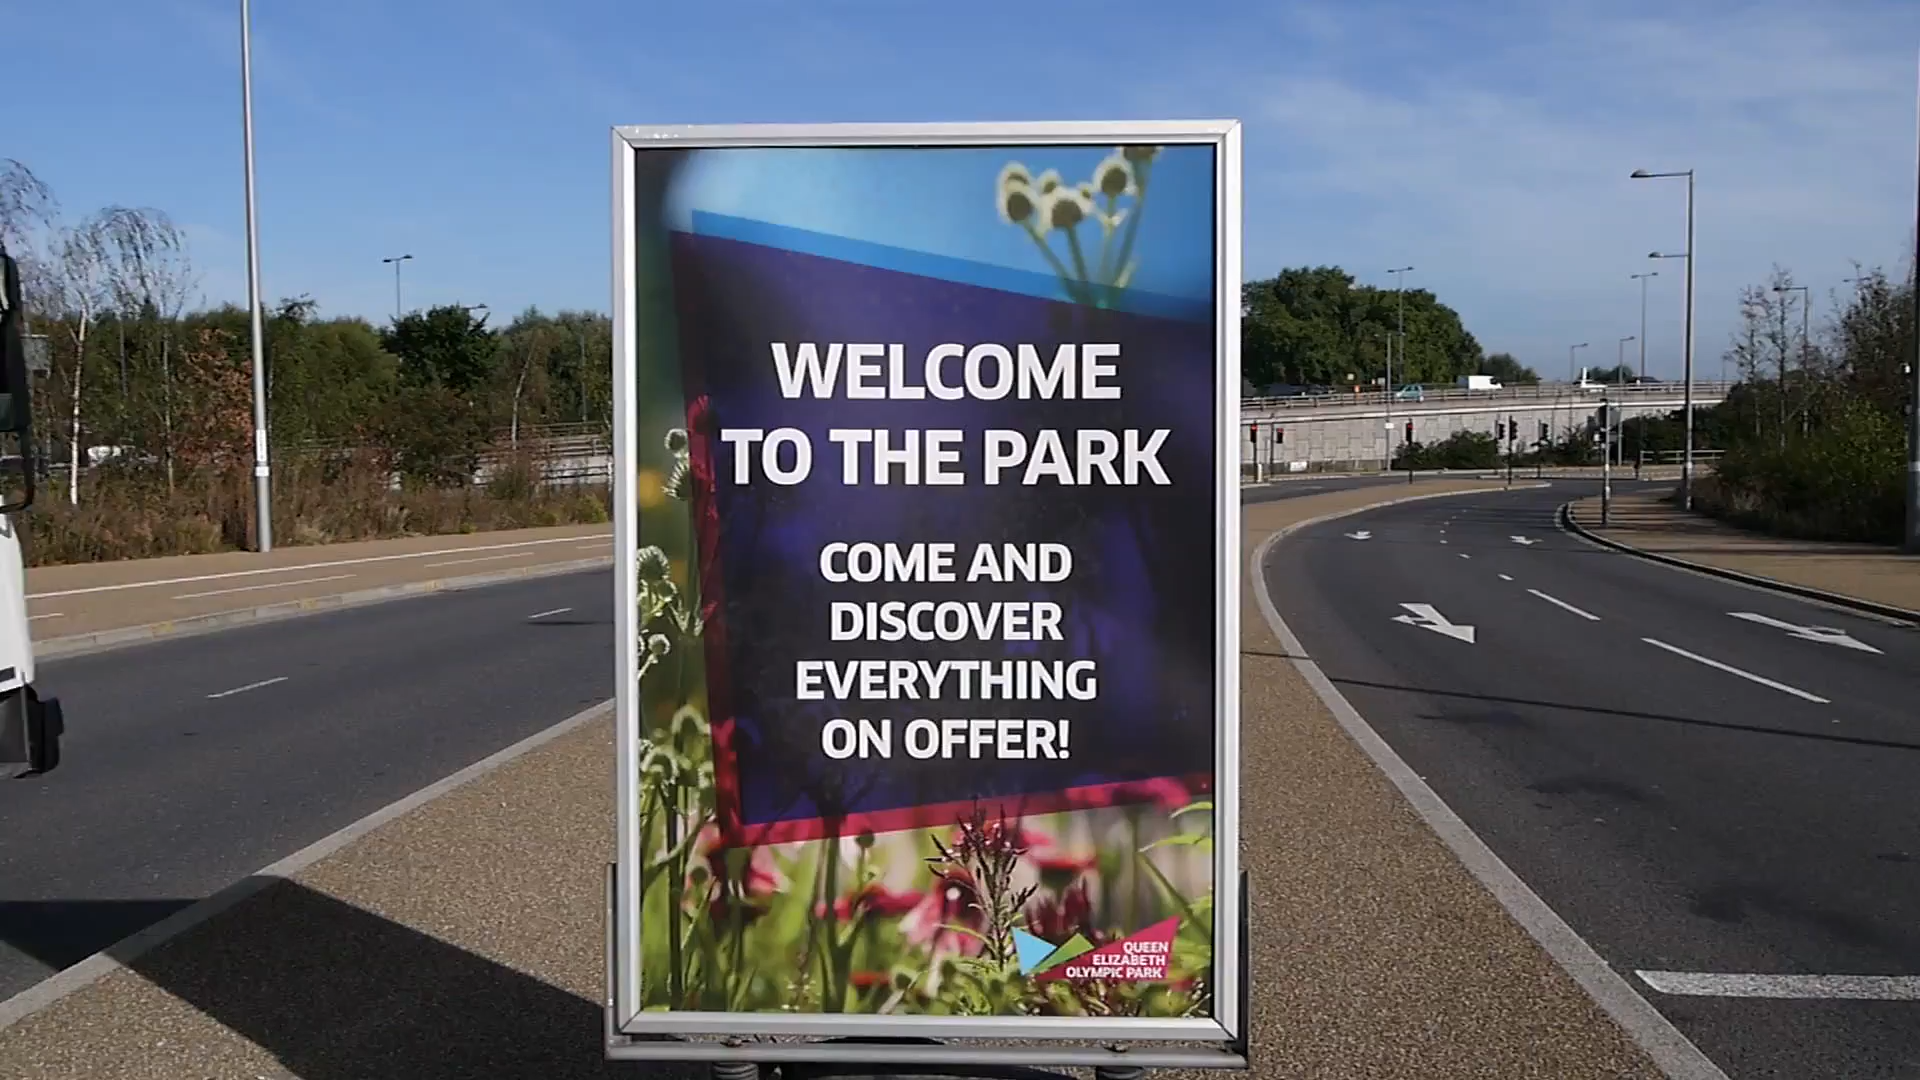 WELCOME
TO THE PARK
COME AND
DISCOVER
EVERYTHING
ON OFFER!
QUEEN
ELIZABETH
OLYMPIC PARK